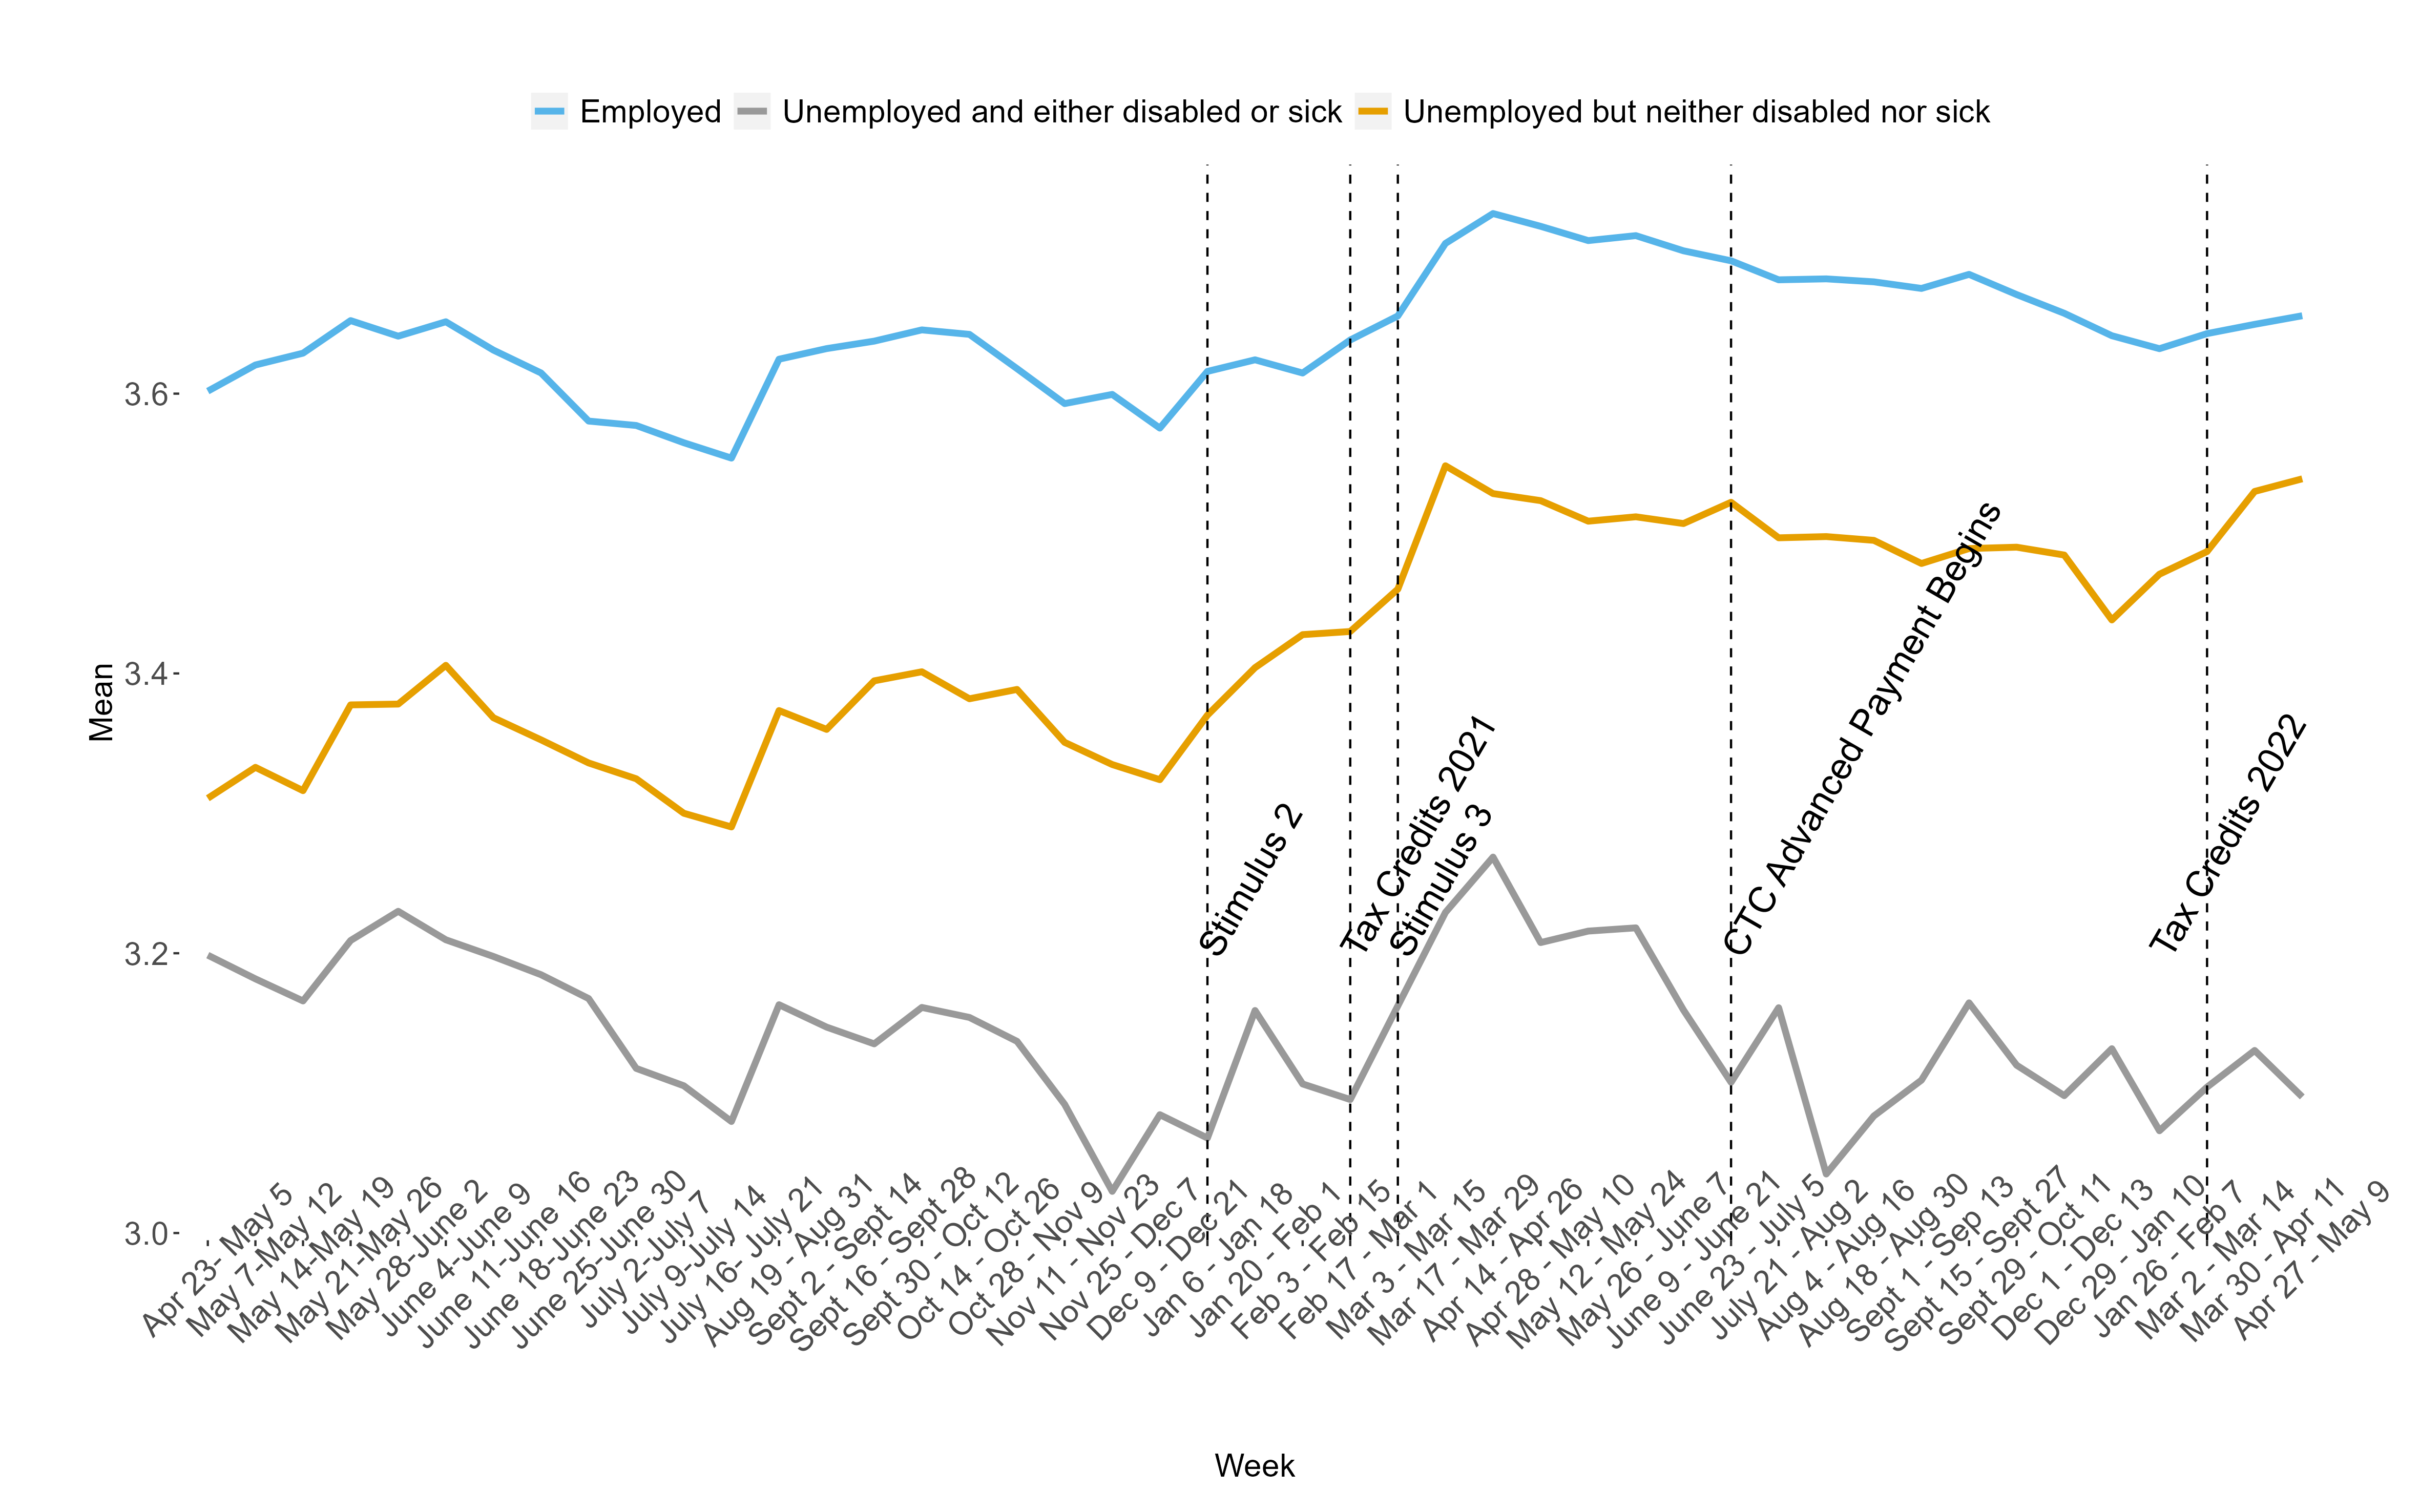 Employed
Unemployed and either disabled or sick
Unemployed but neither disabled nor sick
Mean
3.6
3.4
3.2
3.0
Stimulus 2
Tax Credits 2021
Stimulus 3
CTC Advanced Payment Begins
Tax Credits 2022
Apr 23- May 5
May 7-May 12
May 14-May 19
May 21-May 26
May 28-June 2
June 4-June 9
June 11-June 16
June 18-June 23
June 25-June 30
July 2-July 7
July 9-July 14
July 16- July 21
Aug 19 - Aug 31
Sept 2 - Sept 14
Sept 16 - Sept 28
Sept 30 - Oct 12
Oct 14 - Oct 26
Oct 28 - Nov 9
Nov 11 - Nov 23
Nov 25 - Dec 7
Dec 9 - Dec 21
Jan 6 - Jan 18
Jan 20 - Feb 1
Feb 3 - Feb 15
Feb 17 - Mar 1
Mar 3 - Mar 15
Mar 17 - Mar 29
Apr 14 - Apr 26
Apr 28 - May 10
May 12 - May 24
May 26 - June 7
June 9 - June 21
June 23 - July 5
July 21 - Aug 2
Aug 4 - Aug 16
Aug 18 - Aug 30
Sept 1 - Sep 13
Sept 15 - Sept 27
Sept 29 - Oct 11
Dec 1 - Dec 13
Dec 29 - Jan 10
Jan 26 - Feb 7
Mar 2 - Mar 14
Mar 30 - Apr 11
Apr 27 - May 9
Week